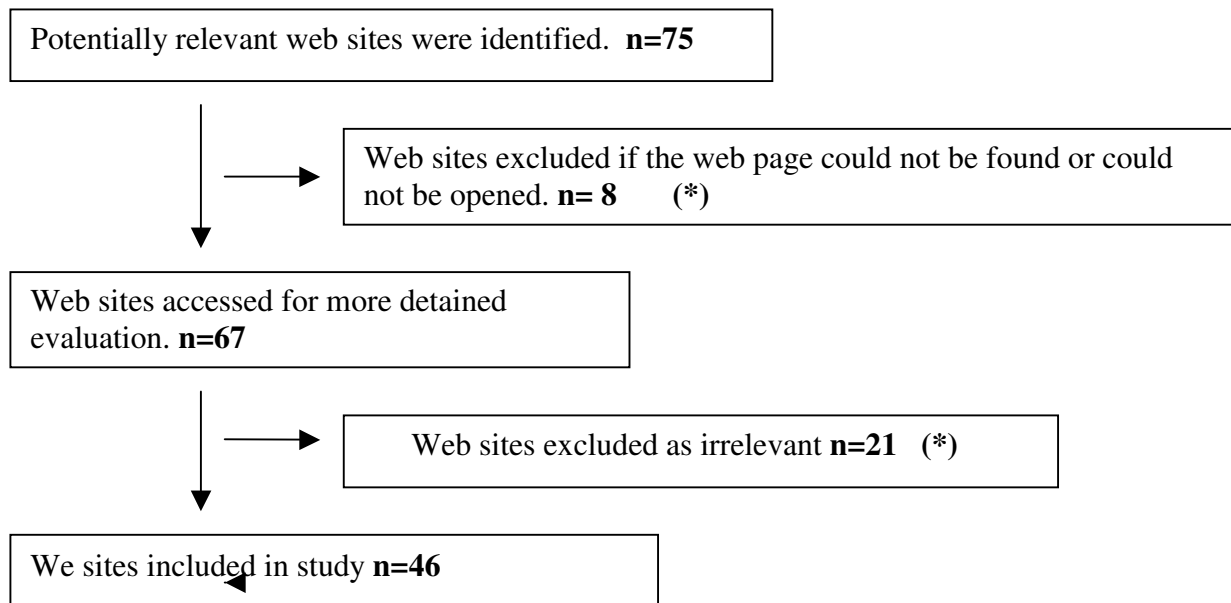 Potentially relevant web sites were identified. n=75
Web sites excluded if the web page could not be found or could
not be opened. n= 8 (*)
Web sites accessed for more detained
evaluation. n=67
Web sites excluded as irrelevant n=21 (*)
We sites included in study n=46